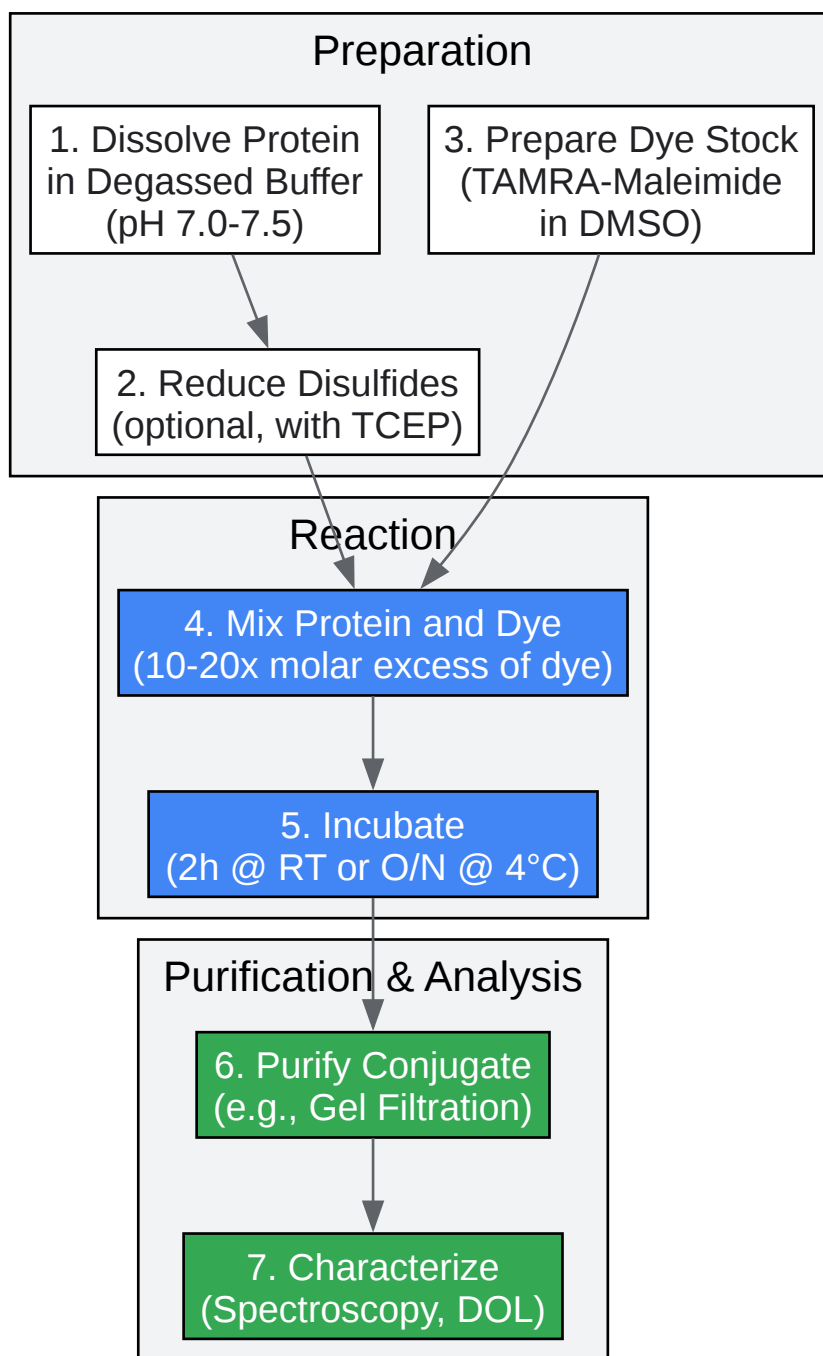 Preparation
1. Dissolve Protein
in Degassed Buffer
(pH 7.0-7.5)
3. Prepare Dye Stock
(TAMRA-Maleimide
in DMSO)
2. Reduce Disulfides
(optional, with TCEP)
Reaction
4. Mix Protein and Dye
(10-20x molar excess of dye)
5. Incubate
(2h @ RT or O/N @ 4°C)
Purification & Analysis
6. Purify Conjugate
(e.g., Gel Filtration)
7. Characterize
(Spectroscopy, DOL)